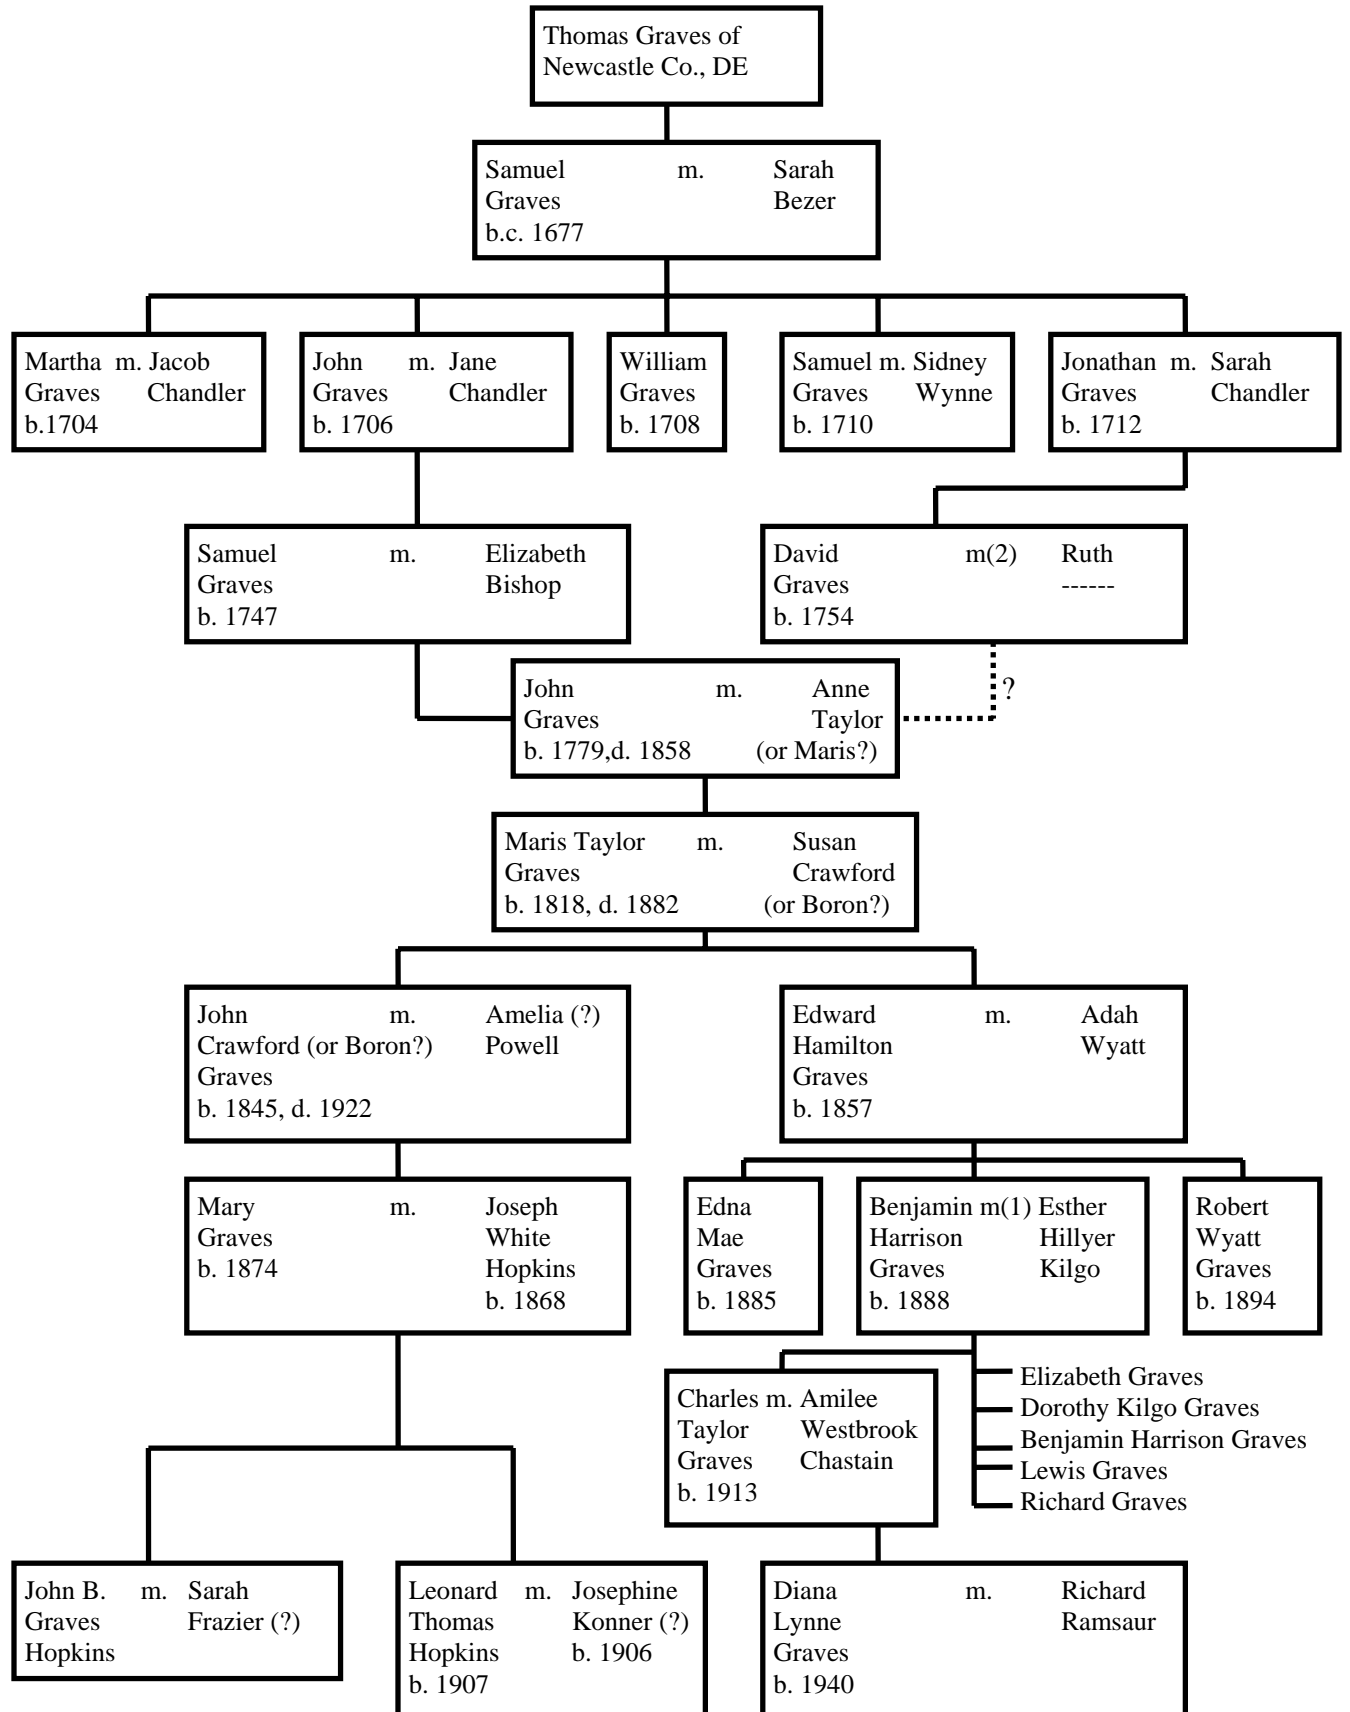 Thomas Graves of
Newcastle Co., DE
Samuel m. Sarah
Graves Bezer
b.c. 1677
Martha m. Jacob
Graves Chandler
b.1704
John m. Jane
Graves Chandler
b. 1706
William
Graves
b. 1708
Samuel m. Sidney
Graves Wynne
b. 1710
Jonathan m. Sarah
Graves Chandler
b. 1712
Samuel m. Elizabeth
Graves Bishop
b. 1747
David m(2) Ruth
Graves ------
b. 1754
John m. Anne
Graves Taylor
b. 1779,d. 1858 (or Maris?)
?
Maris Taylor m. Susan
Graves Crawford
b. 1818, d. 1882 (or Boron?)
John m. Amelia (?)
Crawford (or Boron?) Powell
Graves
b. 1845, d. 1922
Edward m. Adah
Hamilton Wyatt
Graves
b. 1857
Mary m. Joseph
Graves White
b. 1874 Hopkins
b. 1868
Edna
Mae
Graves
b. 1885
Benjamin m(1) Esther
Harrison Hillyer
Graves Kilgo
b. 1888
Robert
Wyatt
Graves
b. 1894
Charles m. Amilee
Taylor Westbrook
Graves Chastain
b. 1913
Elizabeth Graves
Dorothy Kilgo Graves
Benjamin Harrison Graves
Lewis Graves
Richard Graves
John B. m. Sarah
Graves Frazier (?)
Hopkins
Leonard m. Josephine
Thomas Konner (?)
Hopkins b. 1906
b. 1907
Diana m. Richard
Lynne Ramsaur
Graves
b. 1940